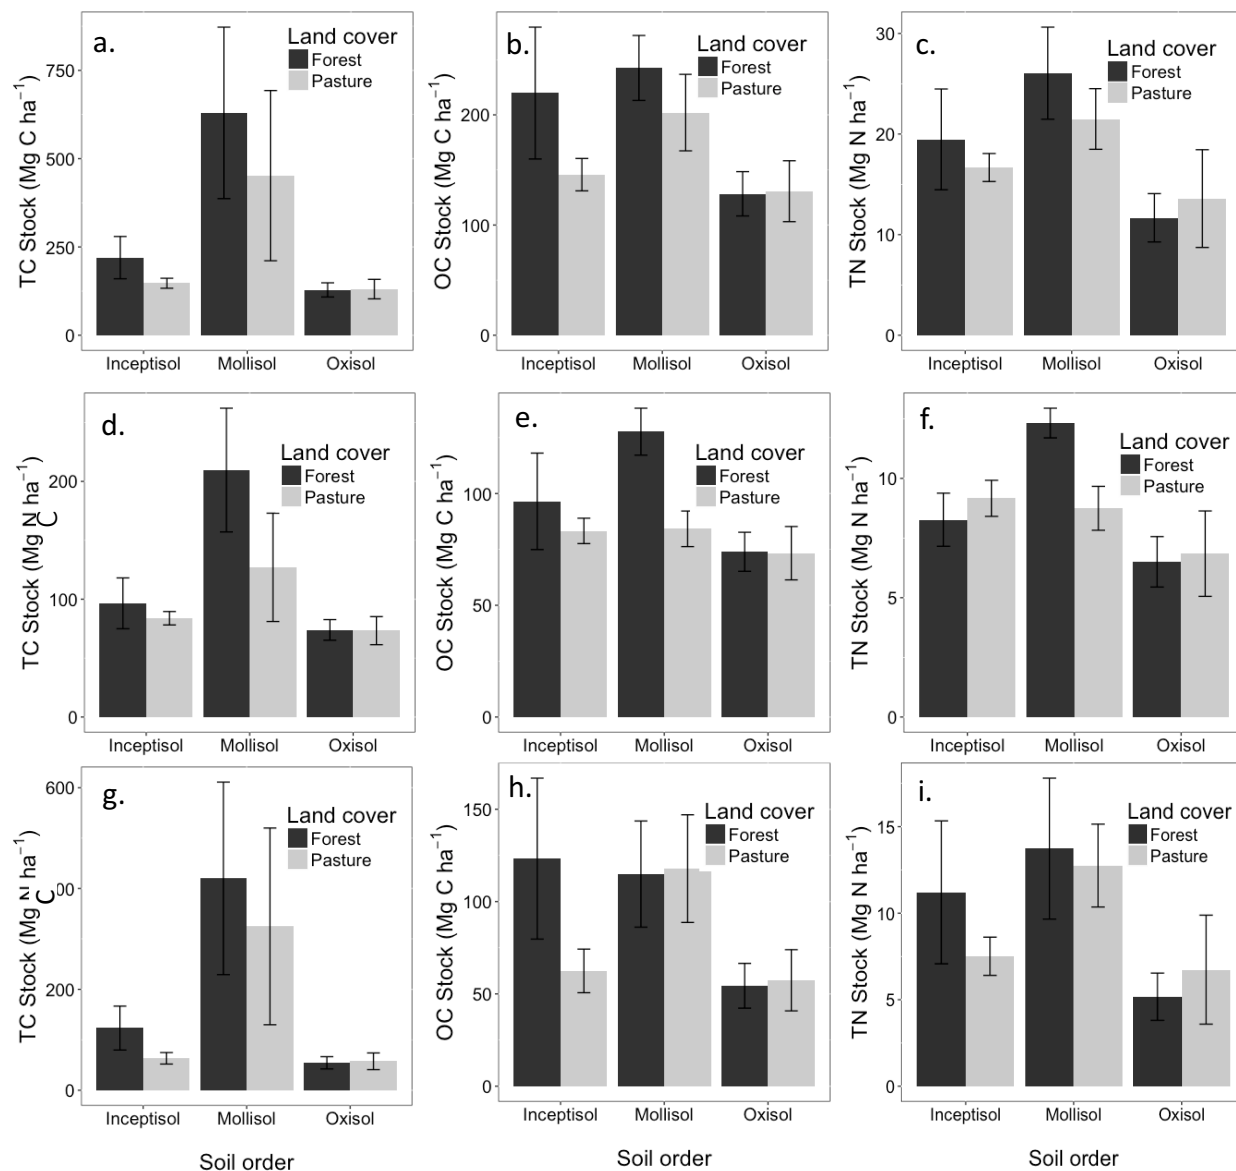 a.
Land cover
Forest
Pasture
TC Stock (Mg C ha⁻¹)
750
500
250
0
Inceptisol Mollisol Oxisol
b.
Land cover
Forest
Pasture
OC Stock (Mg C ha⁻¹)
200
100
0
Inceptisol Mollisol Oxisol
c.
Land cover
Forest
Pasture
TN Stock (Mg N ha⁻¹)
30
20
10
0
Inceptisol Mollisol Oxisol
d.
Land cover
Forest
Pasture
TC Stock (Mg N ha⁻¹)
C
200
100
0
Inceptisol Mollisol Oxisol
e.
Land cover
Forest
Pasture
OC Stock (Mg C ha⁻¹)
100
50
0
Inceptisol Mollisol Oxisol
f.
Land cover
Forest
Pasture
TN Stock (Mg N ha⁻¹)
10
5
0
Inceptisol Mollisol Oxisol
g.
Land cover
Forest
Pasture
TC Stock (Mg N ha⁻¹)
C
600
200
0
Inceptisol Mollisol Oxisol
Soil order
h.
Land cover
Forest
Pasture
OC Stock (Mg C ha⁻¹)
150
100
50
0
Inceptisol Mollisol Oxisol
Soil order
i.
Land cover
Forest
Pasture
TN Stock (Mg N ha⁻¹)
15
10
5
0
Inceptisol Mollisol Oxisol
Soil order